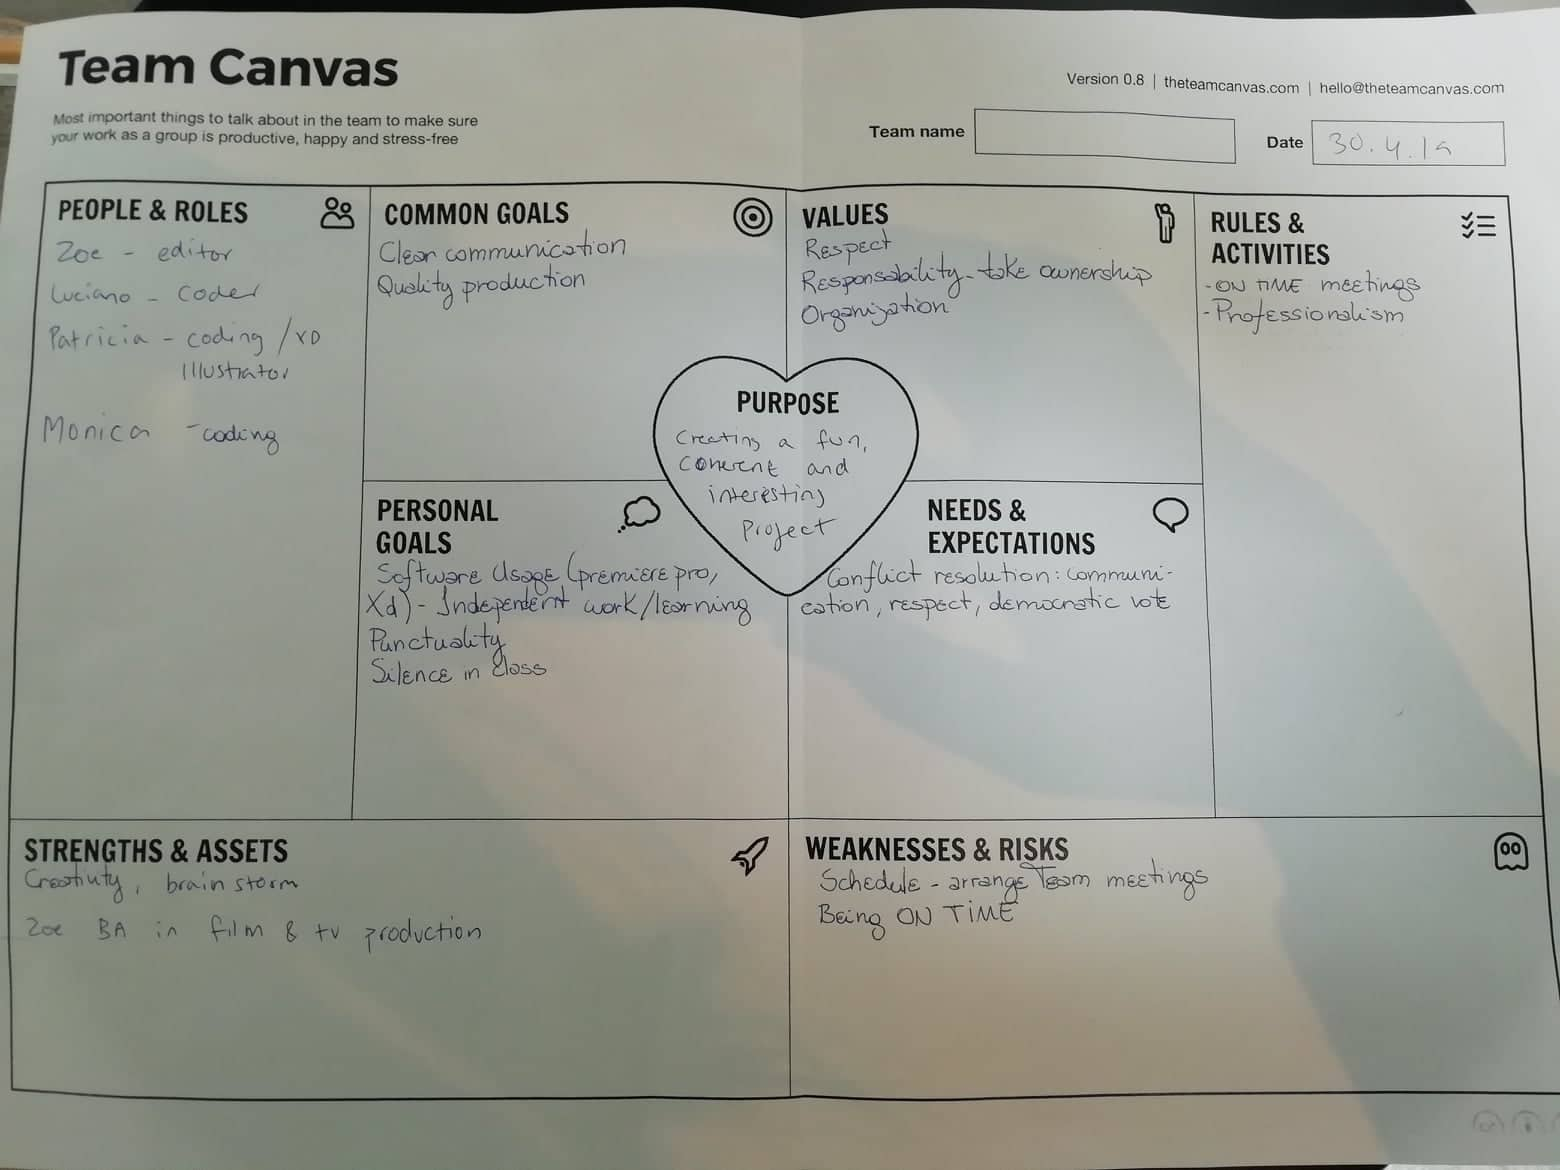 Team Canvas
Most important things to talk about in the team to make sure
your work as a group is productive, happy and stress-free
Version 0.8 | theteamcanvas.com | hello@theteamcanvas.com
Team name
Date
30.4.19
PEOPLE & ROLES
Zoe - editor
Luciano - coder
Patricia - coding / XD
Illustrator
Monica - coding
COMMON GOALS
Clear communication
Quality production
VALUES
Respect
Responsability - take ownership
Organization
RULES &
ACTIVITIES
- ON TIME meetings
- Professionalism
PURPOSE
Creating a fun,
coherent and
interesting
Project
PERSONAL
GOALS
Software Usage (premiere pro,
Xd) - Independent work/learning
Punctuality
Silence in class
NEEDS &
EXPECTATIONS
Conflict resolution: communi-
cation, respect, democratic vote
STRENGTHS & ASSETS
Creativity, brainstorm
Zoe BA in film & tv production
WEAKNESSES & RISKS
Schedule - arrange Team meetings
Being ON TIME